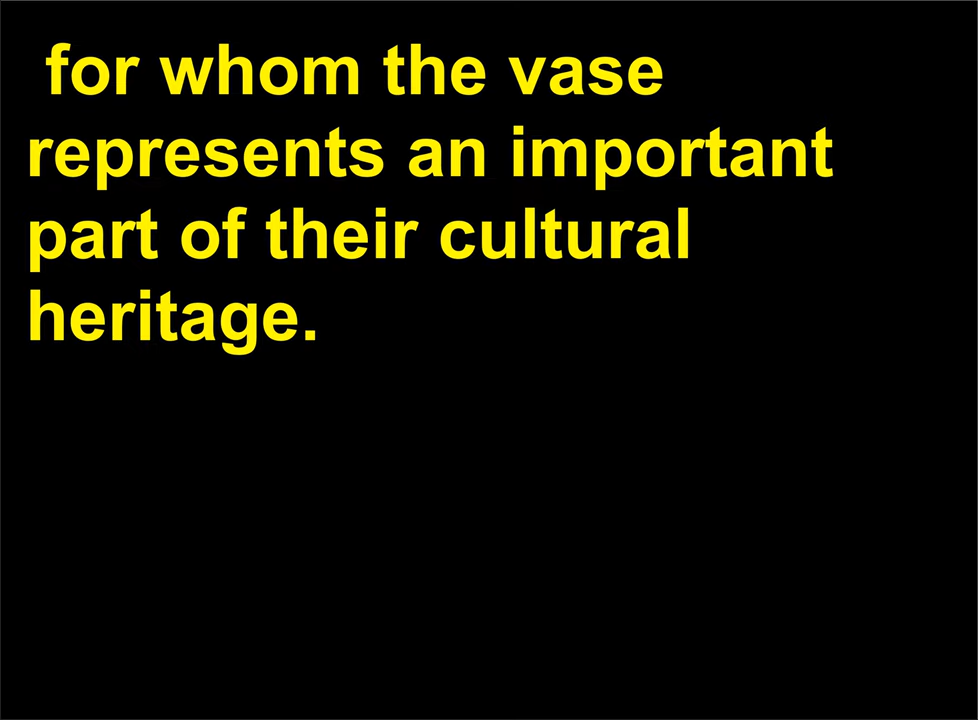 for whom the vase
represents an important
part of their cultural
heritage.